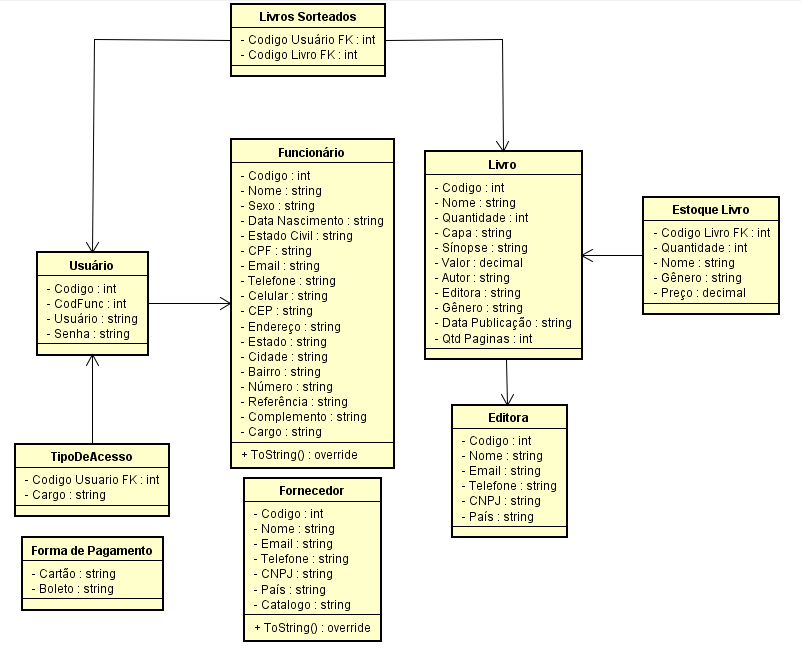 Livros Sorteados
- Codigo Usuário FK : int
- Codigo Livro FK : int
Funcionário
- Codigo : int
- Nome : string
- Sexo : string
- Data Nascimento : string
- Estado Civil : string
- CPF : string
- Email : string
- Telefone : string
- Celular : string
- CEP : string
- Endereço : string
- Estado : string
- Cidade : string
- Bairro : string
- Número : string
- Referência : string
- Complemento : string
- Cargo : string
+ ToString() : override
Livro
- Codigo : int
- Nome : string
- Quantidade : int
- Capa : string
- Sínopse : string
- Valor : decimal
- Autor : string
- Editora : string
- Gênero : string
- Data Publicação : string
- Qtd Paginas : int
Estoque Livro
- Codigo Livro FK : int
- Quantidade : int
- Nome : string
- Gênero : string
- Preço : decimal
Usuário
- Codigo : int
- CodFunc : int
- Usuário : string
- Senha : string
Editora
- Codigo : int
- Nome : string
- Email : string
- Telefone : string
- CNPJ : string
- País : string
TipoDeAcesso
- Codigo Usuario FK : int
- Cargo : string
Fornecedor
- Codigo : int
- Nome : string
- Email : string
- Telefone : string
- CNPJ : string
- País : string
- Catalogo : string
+ ToString() : override
Forma de Pagamento
- Cartão : string
- Boleto : string